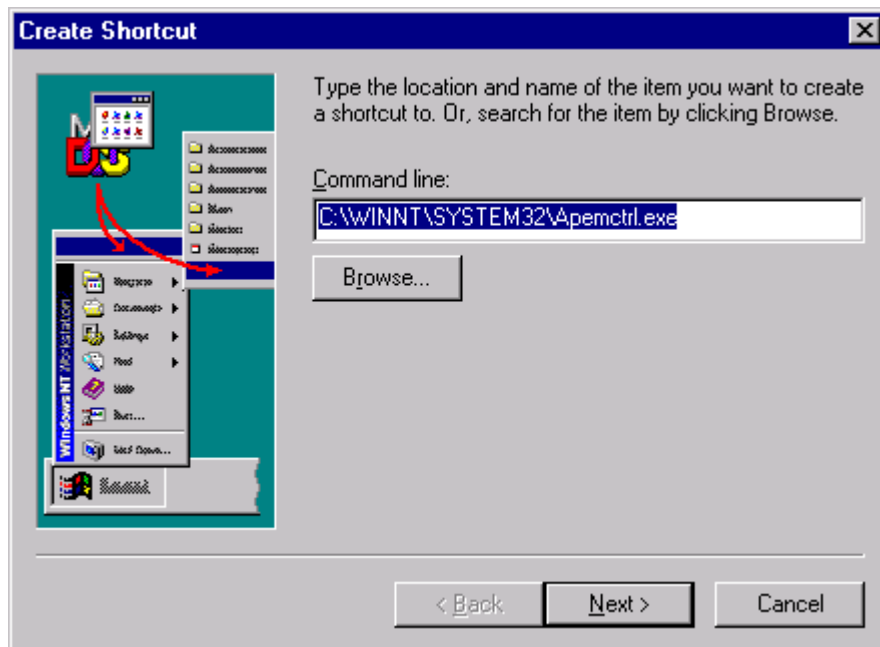 Create Shortcut
Type the location and name of the item you want to create
a shortcut to. Or, search for the item by clicking Browse.
Command line:
C:\WINNT\SYSTEM32\Apemctrl.exe
Browse...
Windows NT Workstation
< Back
Next >
Cancel